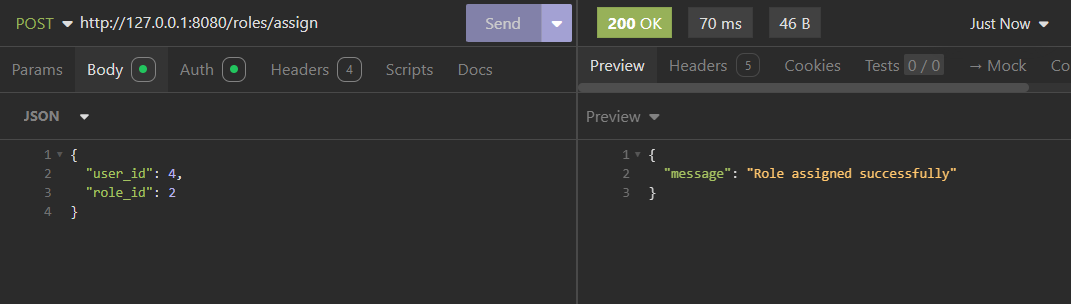 POST http://127.0.0.1:8080/roles/assign Send 200 OK 70 ms 46 B Just Now
Params Body Auth Headers 4 Scripts Docs Preview Headers 5 Cookies Tests 0 / 0 → Mock Co
JSON Preview
1 {
2 "user_id": 4,
3 "role_id": 2
4 }
1 {
2 "message": "Role assigned successfully"
3 }